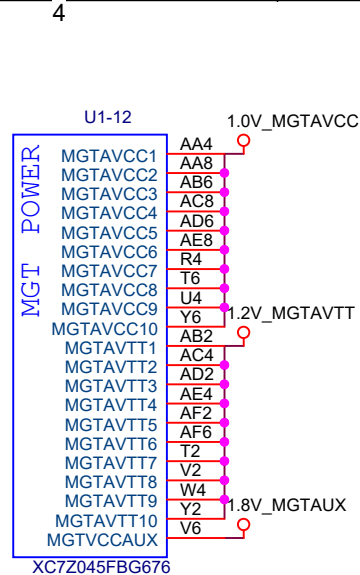 4
U1-12
1.0V_MGTAVCC
MGT POWER
MGTAVCC1 AA4
MGTAVCC2 AA8
MGTAVCC3 AB6
MGTAVCC4 AC8
MGTAVCC5 AD6
MGTAVCC6 AE8
MGTAVCC7 R4
MGTAVCC8 T6
MGTAVCC9 U4
MGTAVCC10 Y6
1.2V_MGTAVTT
MGTAVTT1 AB2
MGTAVTT2 AC4
MGTAVTT3 AD2
MGTAVTT4 AE4
MGTAVTT5 AF2
MGTAVTT6 AF6
MGTAVTT7 T2
MGTAVTT8 V2
MGTAVTT9 W4
MGTAVTT10 Y2
1.8V_MGTAUX
MGTVCCAUX V6
XC7Z045FBG676